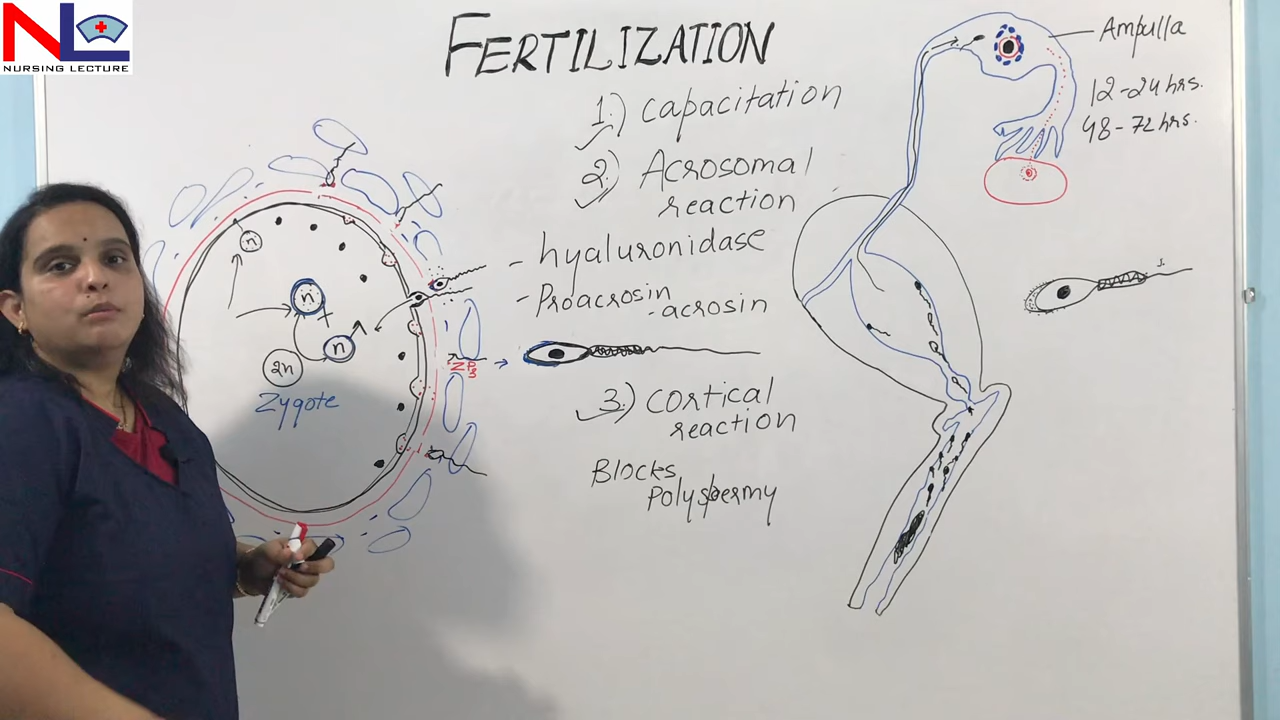 NL
NURSING LECTURE
FERTILIZATION
1.) Capacitation
2.) Acrosomal
reaction
- hyaluronidase
- Proacrosin
- acrosin
3.) Cortical
reaction
Blocks
Polyspermy
Ampulla
12-24 hrs.
48-72 hrs.
n
n
+
n
2n
Zygote
ZP3